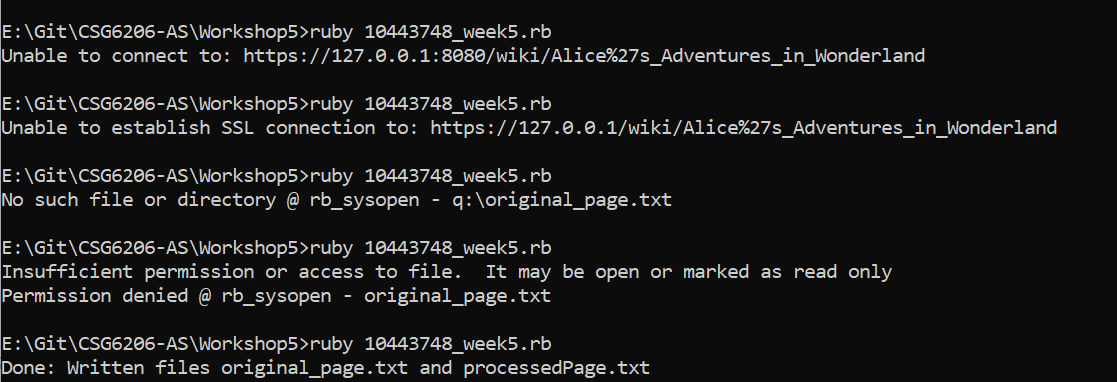 E:\Git\CSG6206-AS\Workshop5>ruby 10443748_week5.rb
Unable to connect to: https://127.0.0.1:8080/wiki/Alice%27s_Adventures_in_Wonderland
E:\Git\CSG6206-AS\Workshop5>ruby 10443748_week5.rb
Unable to establish SSL connection to: https://127.0.0.1/wiki/Alice%27s_Adventures_in_Wonderland
E:\Git\CSG6206-AS\Workshop5>ruby 10443748_week5.rb
No such file or directory @ rb_sysopen - q:\original_page.txt
E:\Git\CSG6206-AS\Workshop5>ruby 10443748_week5.rb
Insufficient permission or access to file.  It may be open or marked as read only
Permission denied @ rb_sysopen - original_page.txt
E:\Git\CSG6206-AS\Workshop5>ruby 10443748_week5.rb
Done: Written files original_page.txt and processedPage.txt